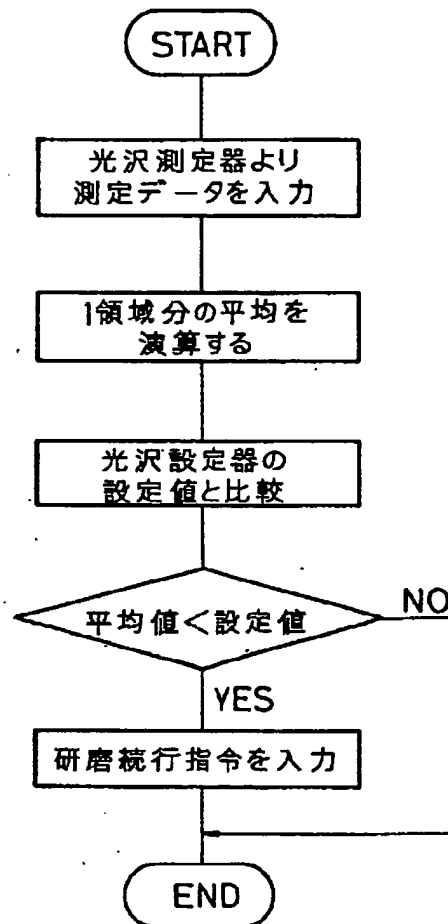 START
光沢測定器より
測定データを入力
1領域分の平均を
演算する
光沢設定器の
設定値と比較
平均値<設定値
NO
YES
研磨続行指令を入力
END